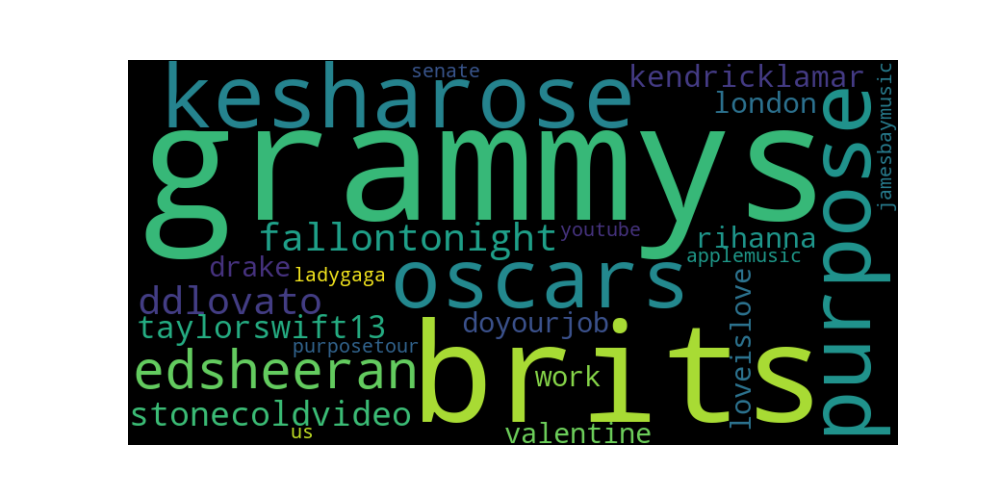 senate
kendricklamar
kesharose
london
jamesbaymusic
grammys
purpose
fallontonight
youtube
rihanna
applemusic
drake
ladygaga
oscars
ddlovato
loveislove
taylorswift13
doyourjob
purposetour
brits
edsheeran
work
stonecoldvideo
us
valentine